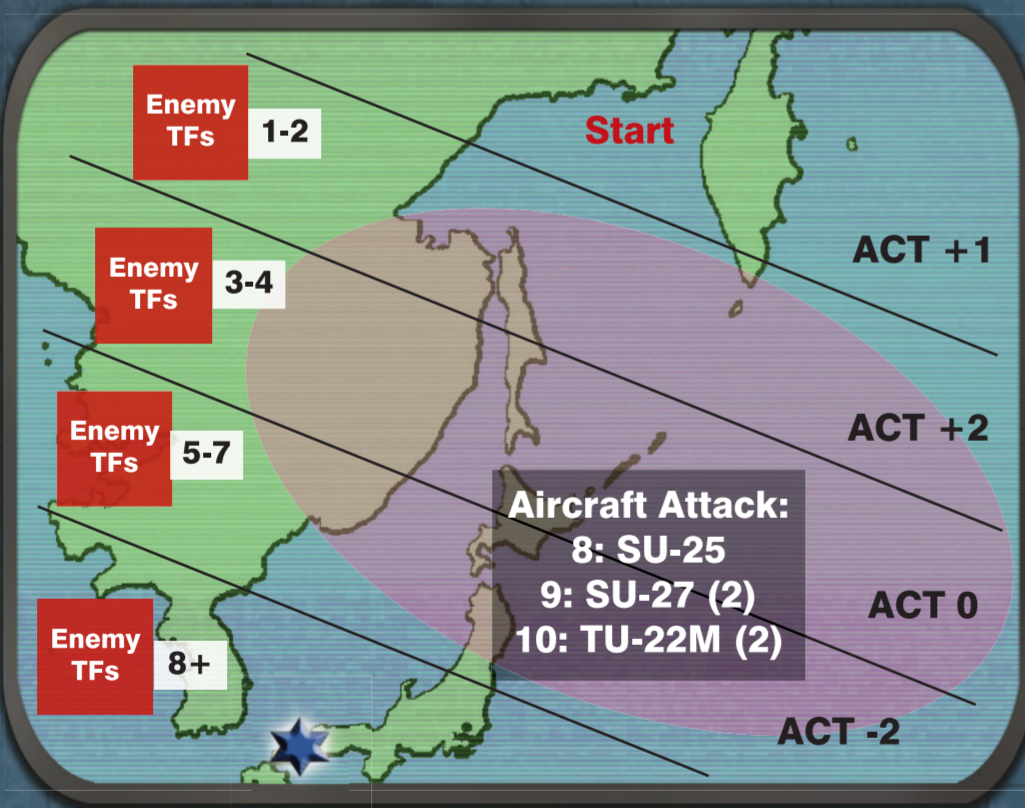 Enemy
TFs
1-2
Start
ACT +1
Enemy
TFs
3-4
ACT +2
Enemy
TFs
5-7
Aircraft Attack:
8: SU-25
9: SU-27 (2)
10: TU-22M (2)
ACT 0
Enemy
TFs
8+
ACT -2